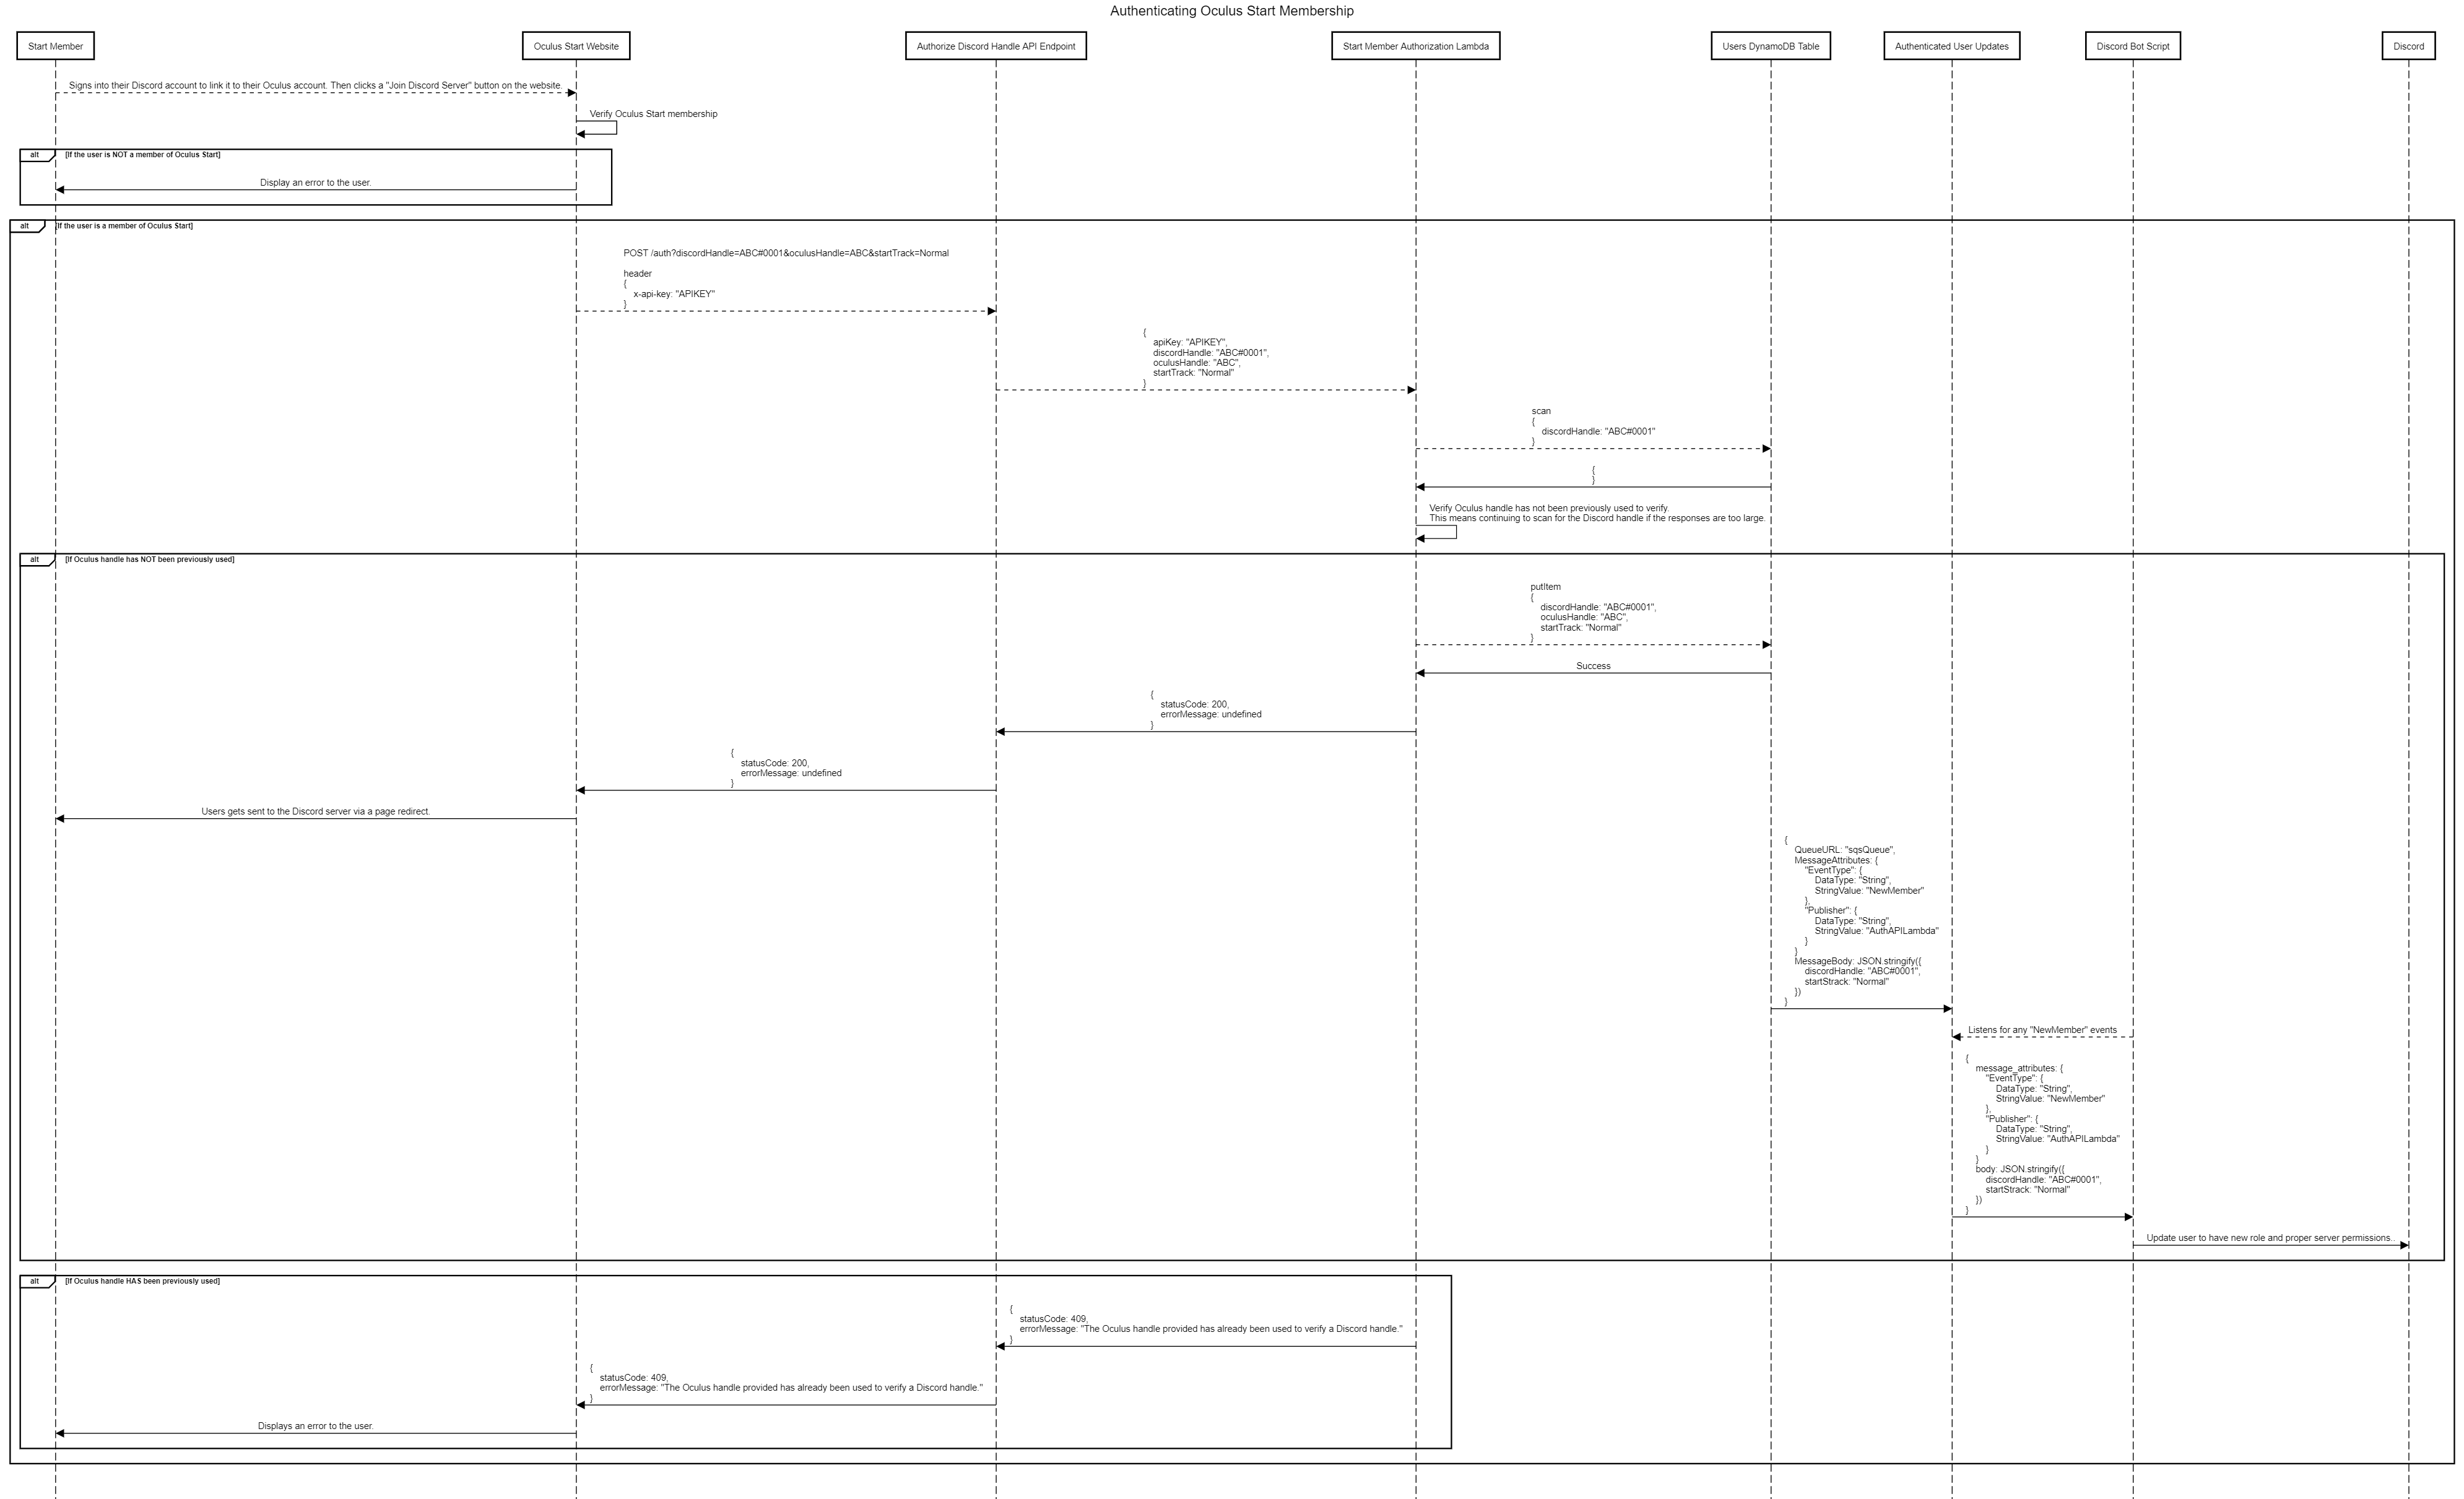 Authenticating Oculus Start Membership
Start Member
Oculus Start Website
Authorize Discord Handle API Endpoint
Start Member Authorization Lambda
Users DynamoDB Table
Authenticated User Updates
Discord Bot Script
Discord
Signs into their Discord account to link it to their Oculus account. Then clicks a "Join Discord Server" button on the website.
Verify Oculus Start membership
alt
[If the user is NOT a member of Oculus Start]
Display an error to the user.
alt
[If the user is a member of Oculus Start]
POST /auth?discordHandle=ABC#0001&oculusHandle=ABC&startTrack=Normal
header
{
x-api-key: "APIKEY"
}
{
apiKey: "APIKEY",
discordHandle: "ABC#0001",
oculusHandle: "ABC",
startTrack: "Normal"
}
scan
{
discordHandle: "ABC#0001"
}
{
}
Verify Oculus handle has not been previously used to verify.
This means continuing to scan for the Discord handle if the responses are too large.
alt
[If Oculus handle has NOT been previously used]
putItem
{
discordHandle: "ABC#0001",
oculusHandle: "ABC",
startTrack: "Normal"
}
Success
{
statusCode: 200,
errorMessage: undefined
}
{
statusCode: 200,
errorMessage: undefined
}
Users gets sent to the Discord server via a page redirect.
{
QueueURL: "sqsQueue",
MessageAttributes: {
"EventType": {
DataType: "String",
StringValue: "NewMember"
},
"Publisher": {
DataType: "String",
StringValue: "AuthAPILambda"
}
}
MessageBody: JSON.stringify({
discordHandle: "ABC#0001",
startStrack: "Normal"
})
}
Listens for any "NewMember" events
{
message_attributes: {
"EventType": {
DataType: "String",
StringValue: "NewMember"
},
"Publisher": {
DataType: "String",
StringValue: "AuthAPILambda"
}
}
body: JSON.stringify({
discordHandle: "ABC#0001",
startStrack: "Normal"
})
}
Update user to have new role and proper server permissions..
alt
[If Oculus handle HAS been previously used]
{
statusCode: 409,
errorMessage: "The Oculus handle provided has already been used to verify a Discord handle."
}
{
statusCode: 409,
errorMessage: "The Oculus handle provided has already been used to verify a Discord handle."
}
Displays an error to the user.